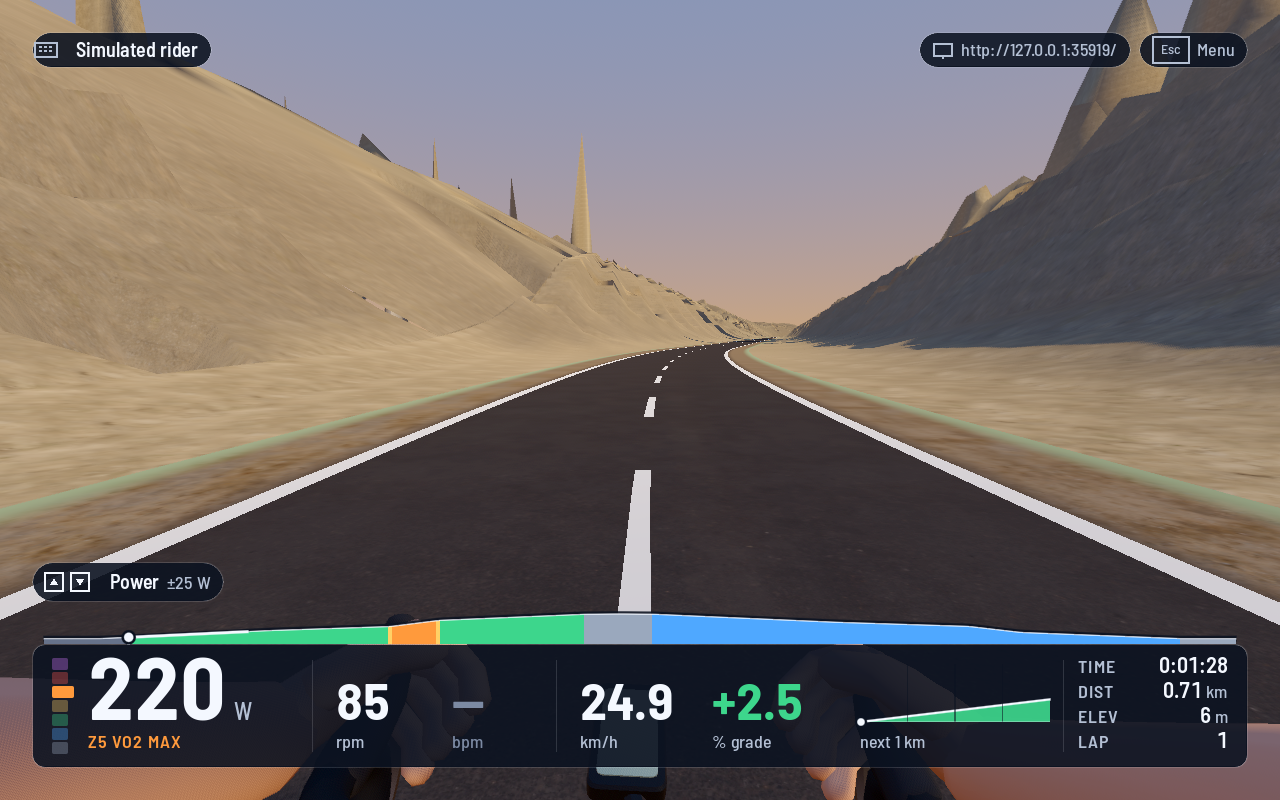 Simulated rider
http://127.0.0.1:35919/
Esc Menu
Power ±25 W
220 W
Z5 VO2 MAX
85
rpm
—
bpm
24.9
km/h
+2.5
% grade
next 1 km
TIME 0:01:28
DIST 0.71 km
ELEV 6 m
LAP 1